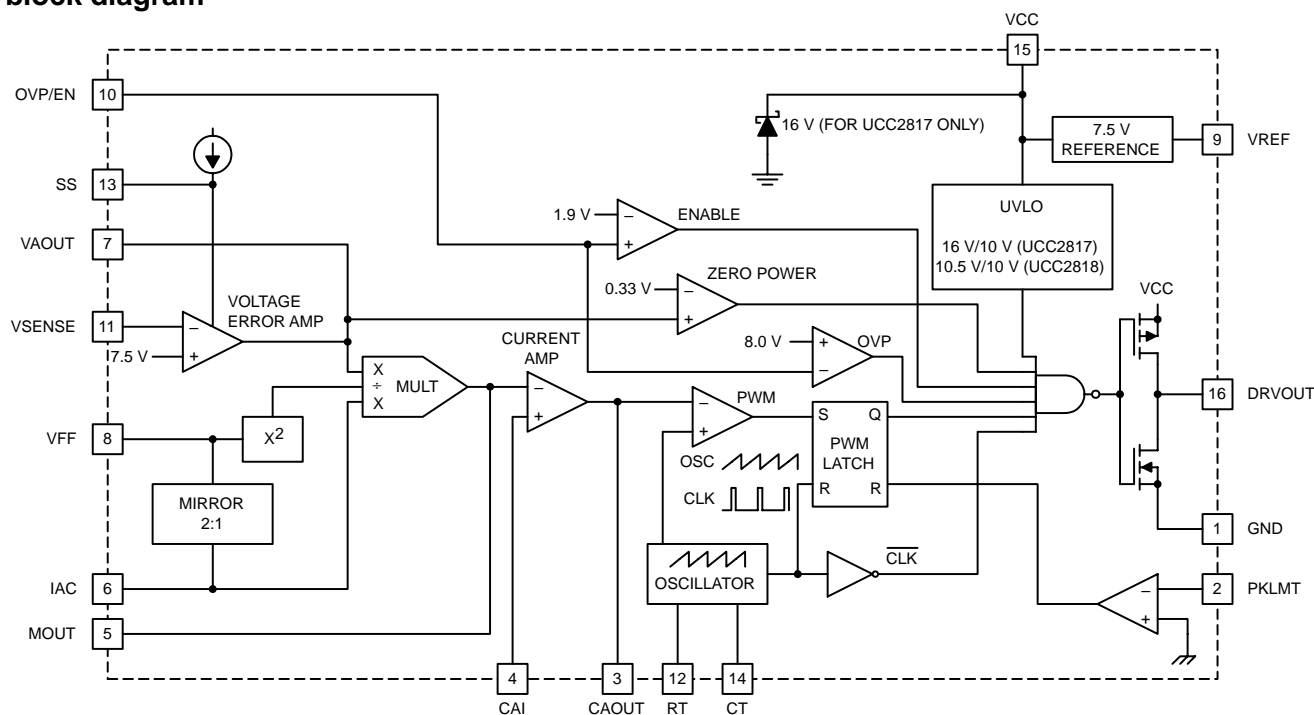 block diagram
VCC
15
OVP/EN 10
16 V (FOR UCC2817 ONLY)
7.5 V
REFERENCE
9 VREF
SS 13
UVLO
16 V/10 V (UCC2817)
10.5 V/10 V (UCC2818)
1.9 V
–
+
ENABLE
VAOUT 7
ZERO POWER
0.33 V
–
+
VCC
VSENSE 11
–
+
7.5 V
VOLTAGE
ERROR AMP
CURRENT
AMP
8.0 V
+
–
OVP
X
÷
X
MULT
–
+
–
+
PWM
16 DRVOUT
VFF 8
X2
S Q
PWM
LATCH
R R
OSC
CLK
MIRROR
2:1
1 GND
OSCILLATOR
CLK
IAC 6
–
+
2 PKLMT
MOUT 5
4
3
12
14
CAI
CAOUT
RT
CT